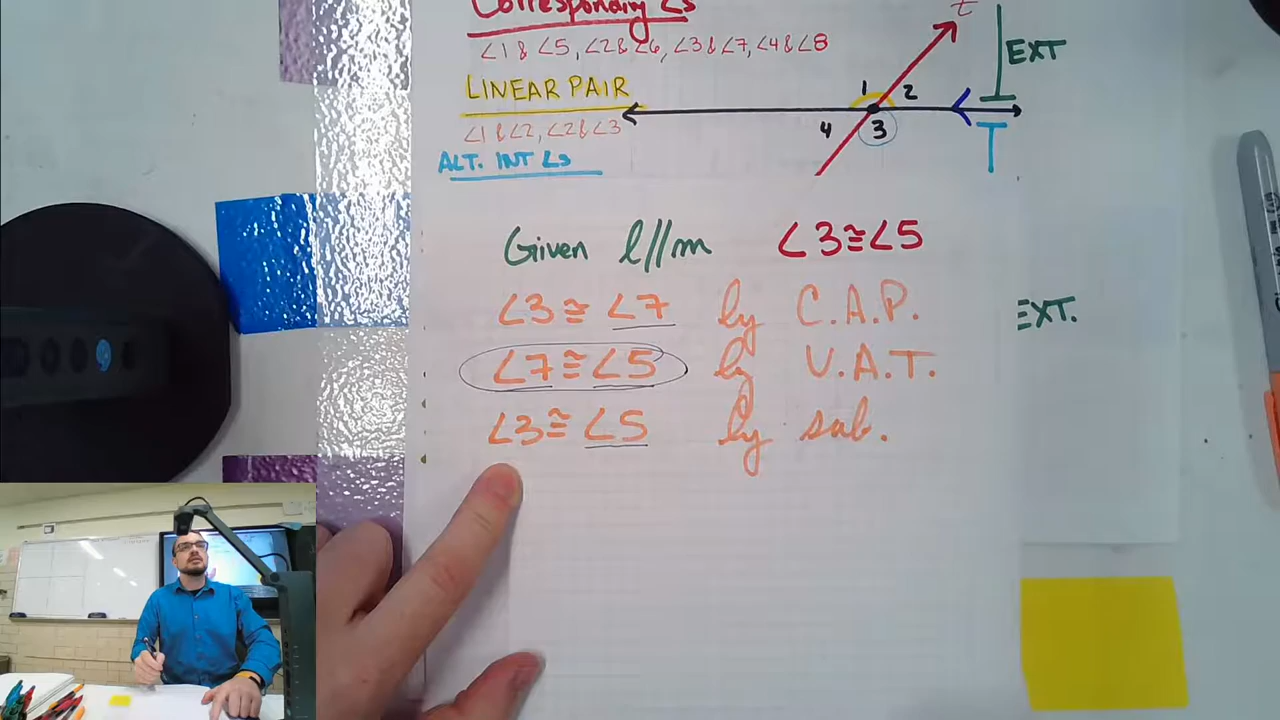 Corresponding ∠s
∠1 & ∠5, ∠2 & ∠6, ∠3 & ∠7, ∠4 & ∠8
LINEAR PAIR
∠1 & ∠2, ∠2 & ∠3
ALT. INT ∠s
t
EXT
1 2
4 3
Given l//m ∠3≅∠5
∠3≅∠7 by C.A.P.
EXT.
∠7≅∠5 by V.A.T.
∠3≅∠5 by sub.